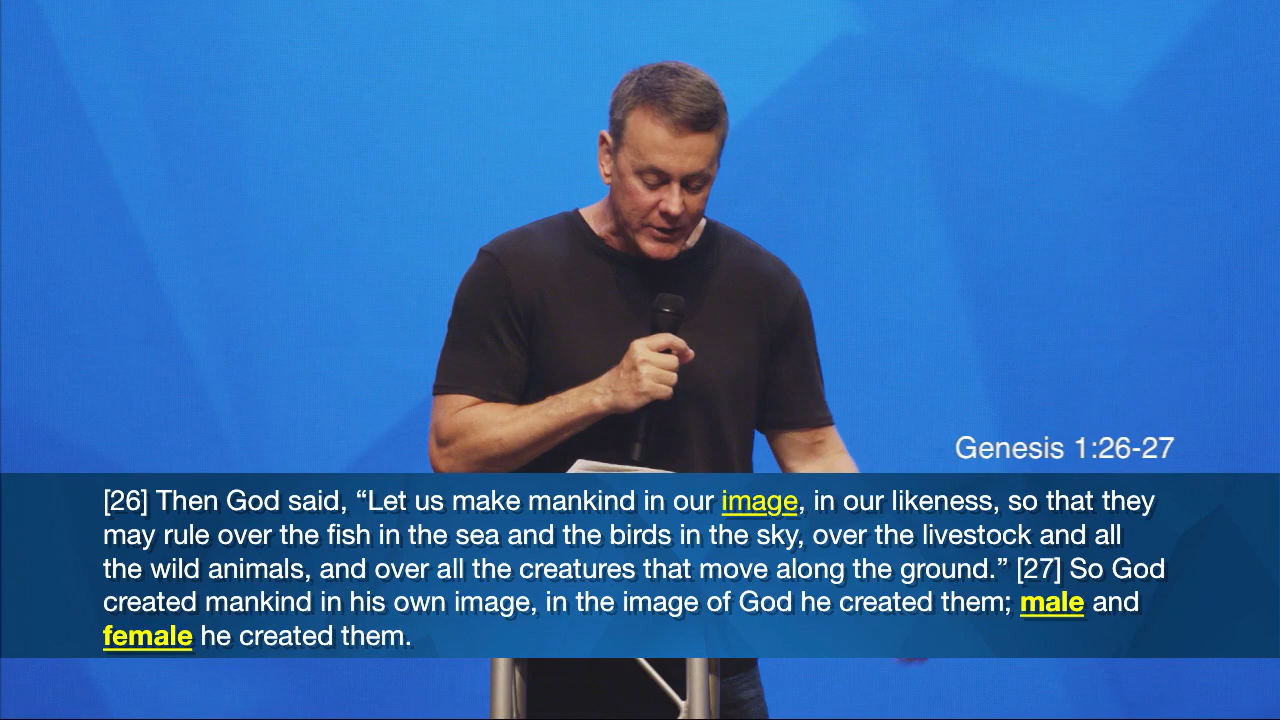 Genesis 1:26-27
[26] Then God said, “Let us make mankind in our image, in our likeness, so that they
may rule over the fish in the sea and the birds in the sky, over the livestock and all
the wild animals, and over all the creatures that move along the ground.” [27] So God
created mankind in his own image, in the image of God he created them; male and
female he created them.